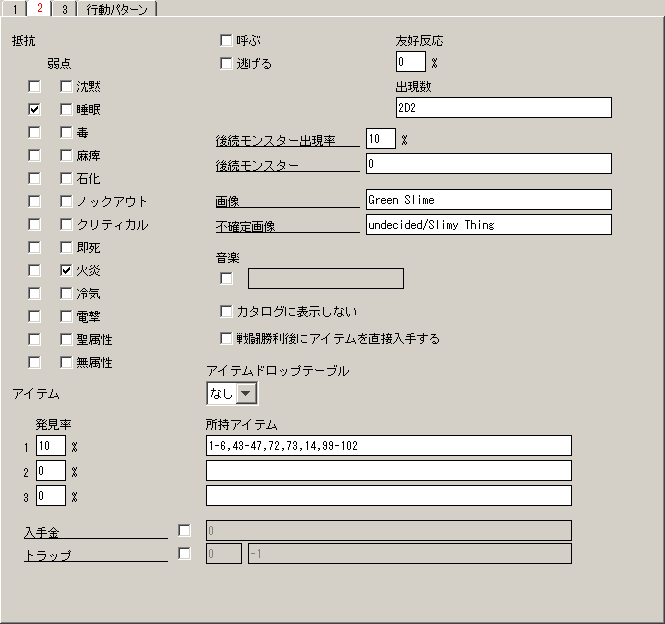 1 2 3 行動パターン
抵抗
弱点
沈黙
睡眠
毒
麻痺
石化
ノックアウト
クリティカル
即死
火炎
冷気
電撃
聖属性
無属性
呼ぶ
逃げる
友好反応
0 %
出現数
2D2
後続モンスター出現率 10 %
後続モンスター 0
画像 Green Slime
不確定画像 undecided/Slimy Thing
音楽
カタログに表示しない
戦闘勝利後にアイテムを直接入手する
アイテムドロップテーブル
なし
アイテム
発見率 所持アイテム
1 10 % 1-6,43-47,72,73,14,99-102
2 0 %
3 0 %
入手金 0
トラップ 0 -1